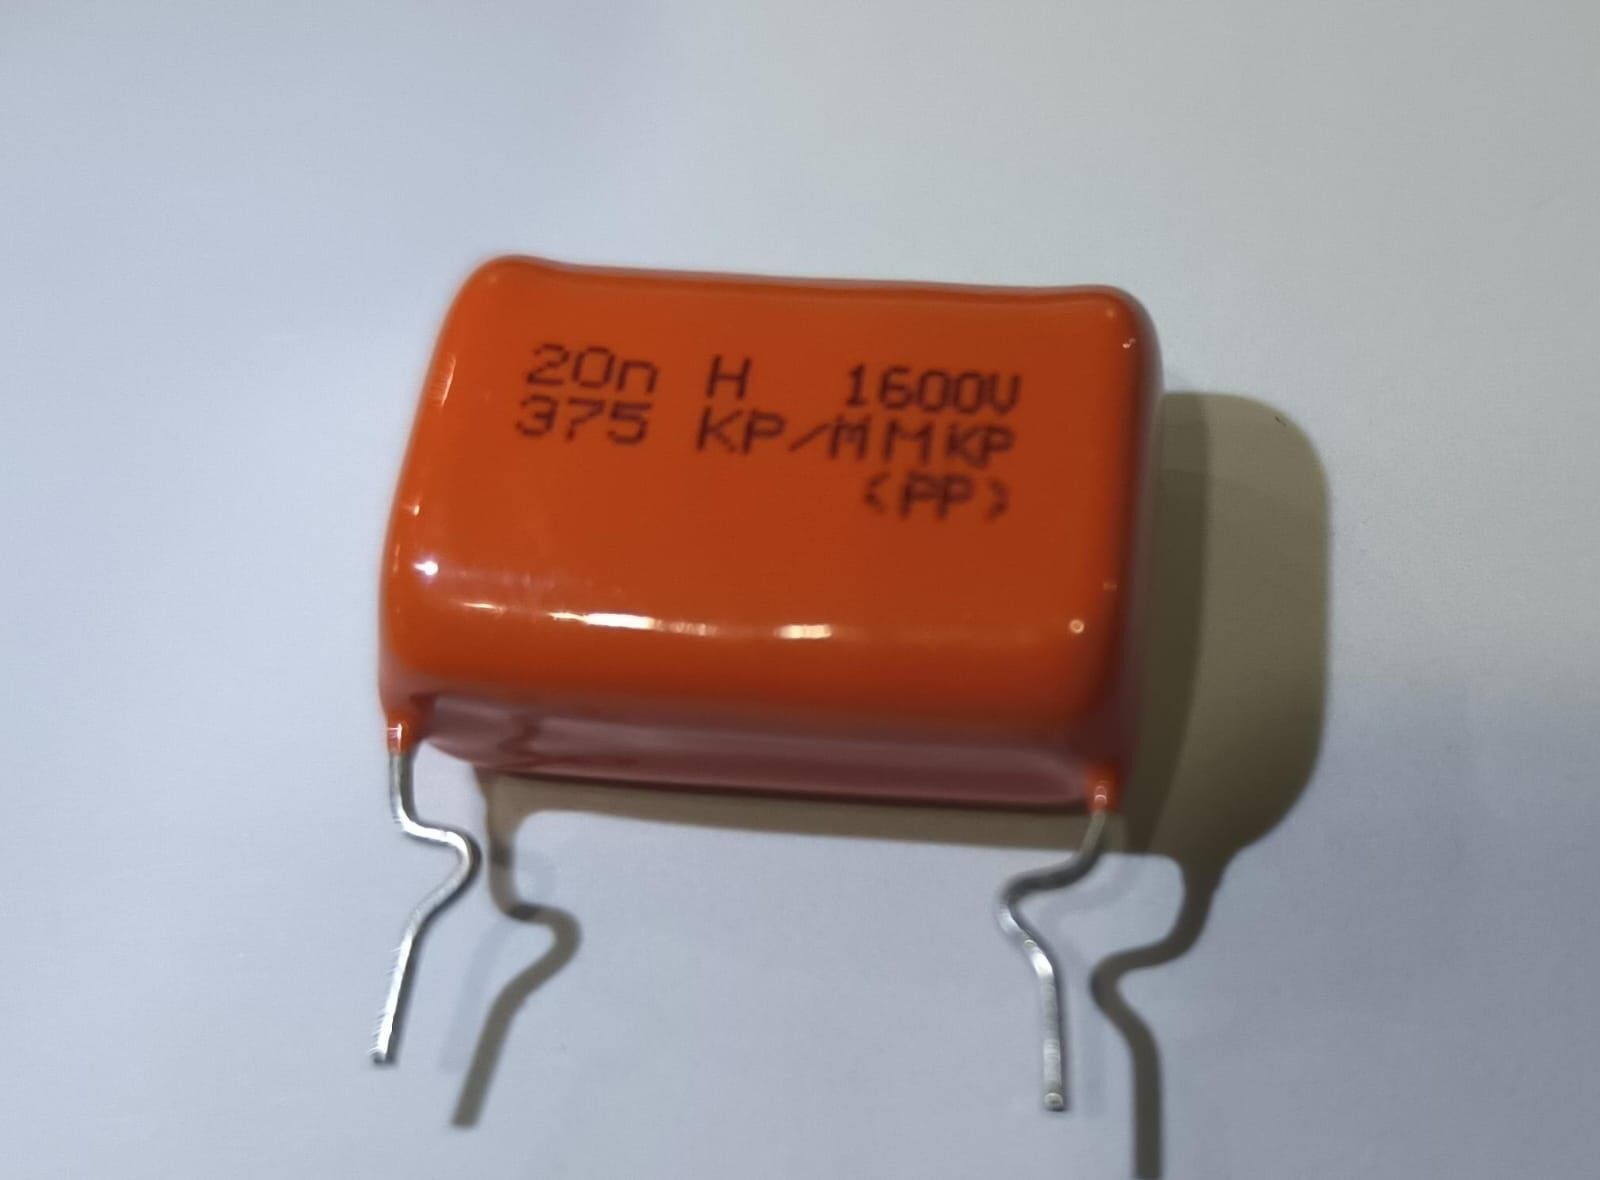 20n H 1600V
375 KP/MMKP
(PP)